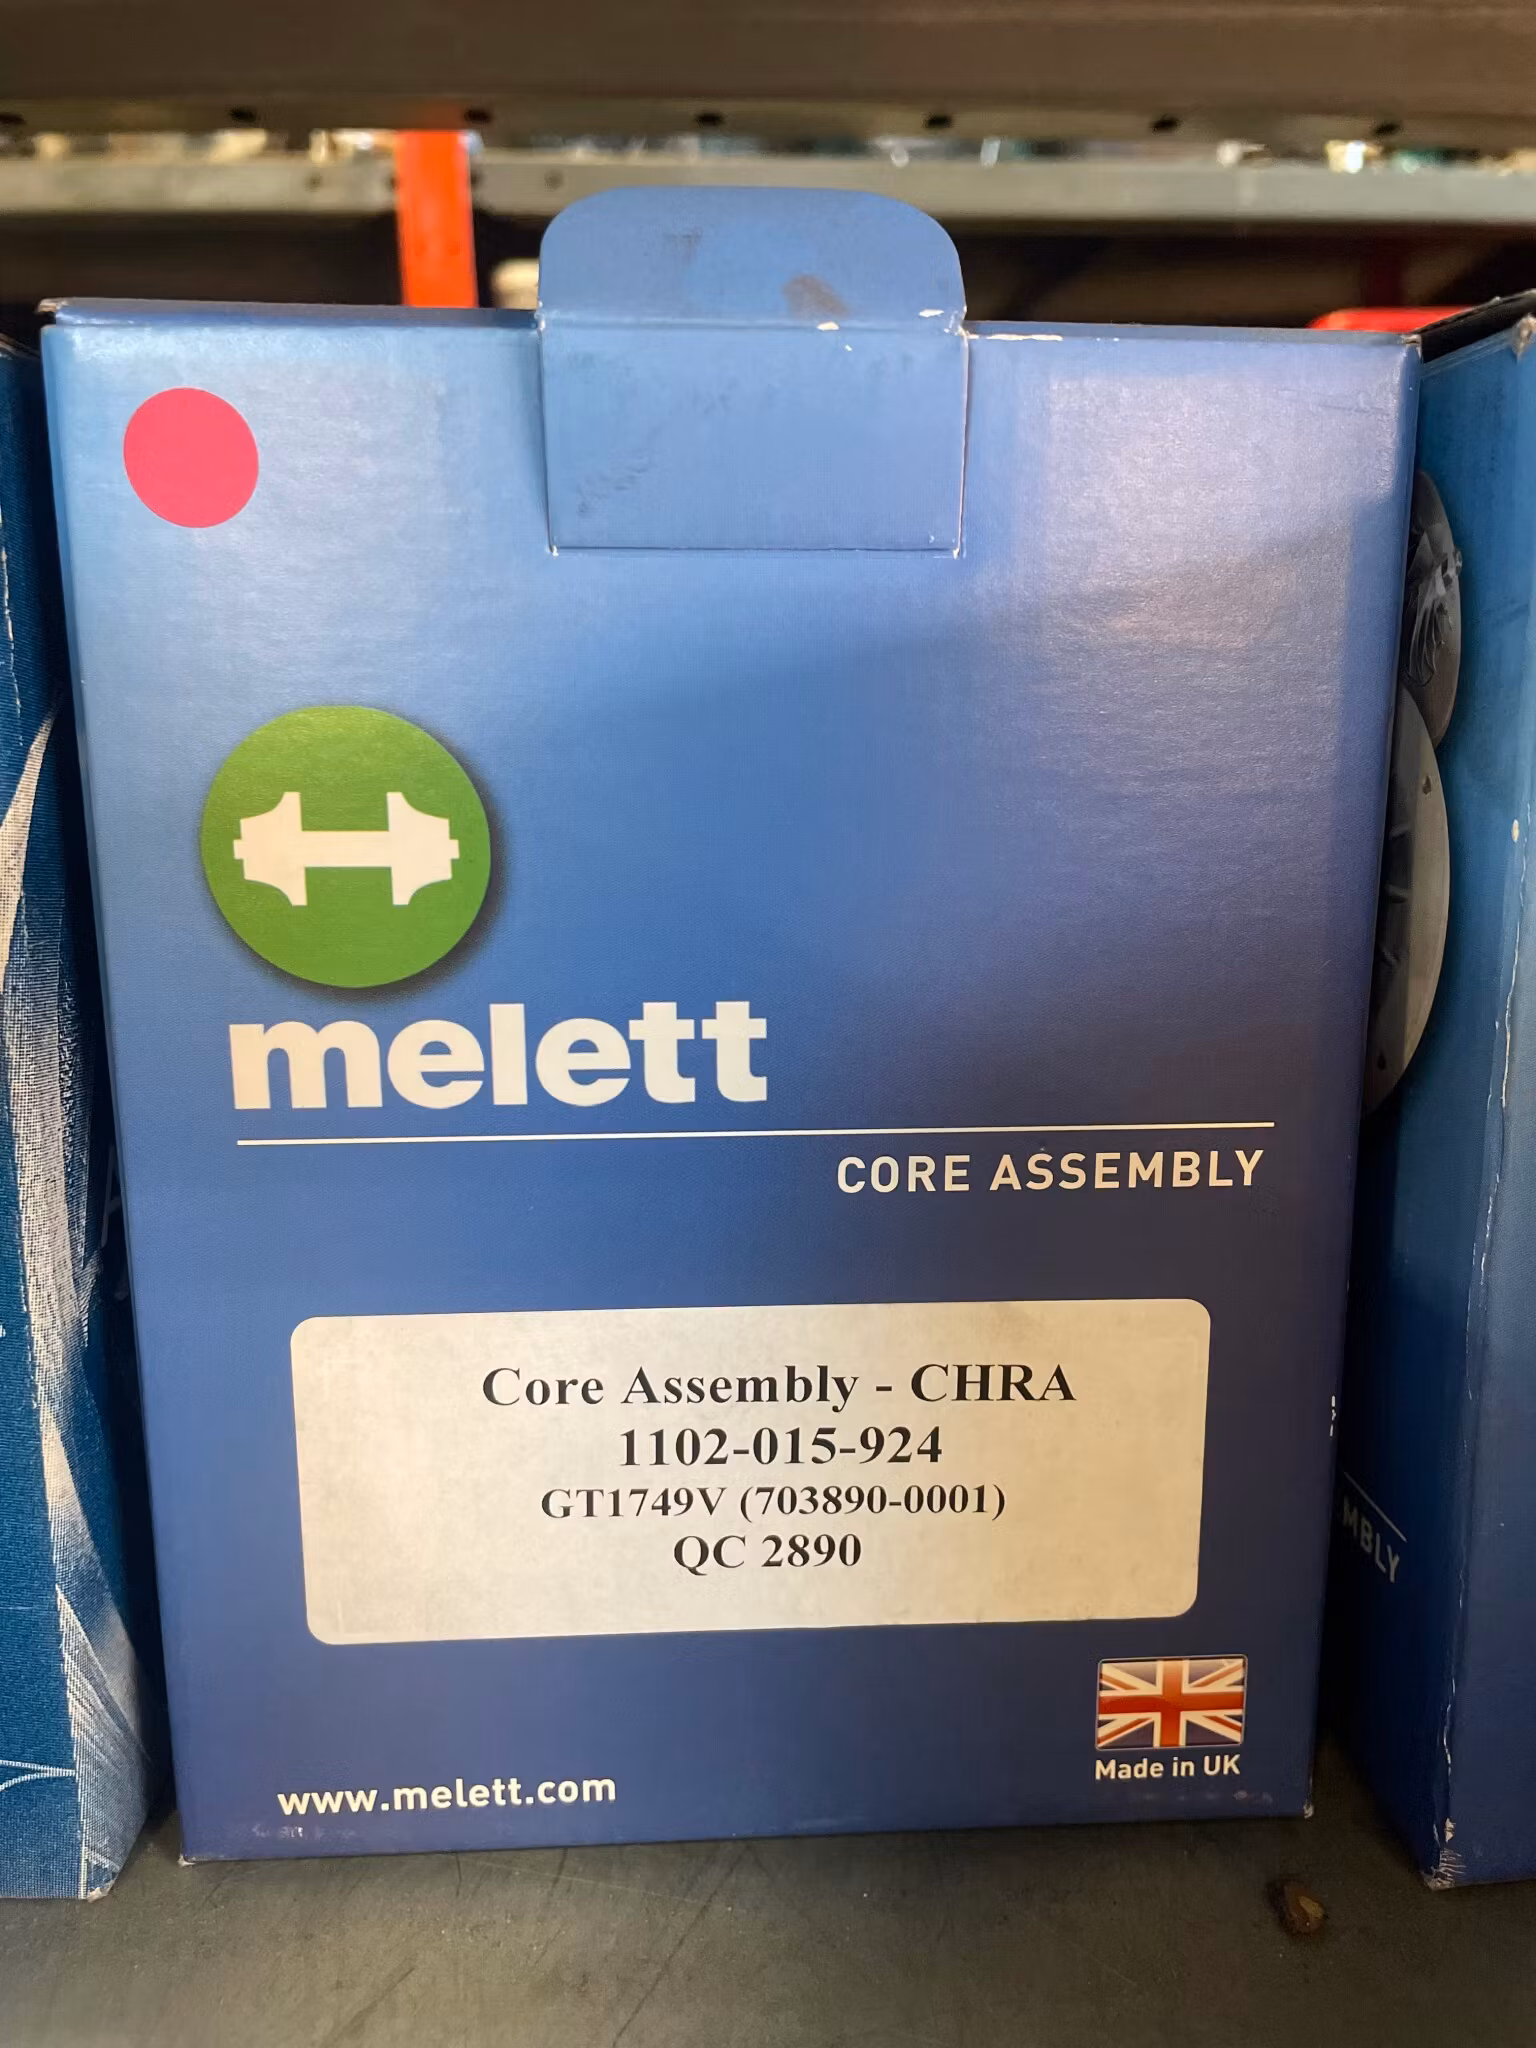 melett
CORE ASSEMBLY
Core Assembly - CHRA
1102-015-924
GT1749V (703890-0001)
QC 2890
Made in UK
www.melett.com
MBLY